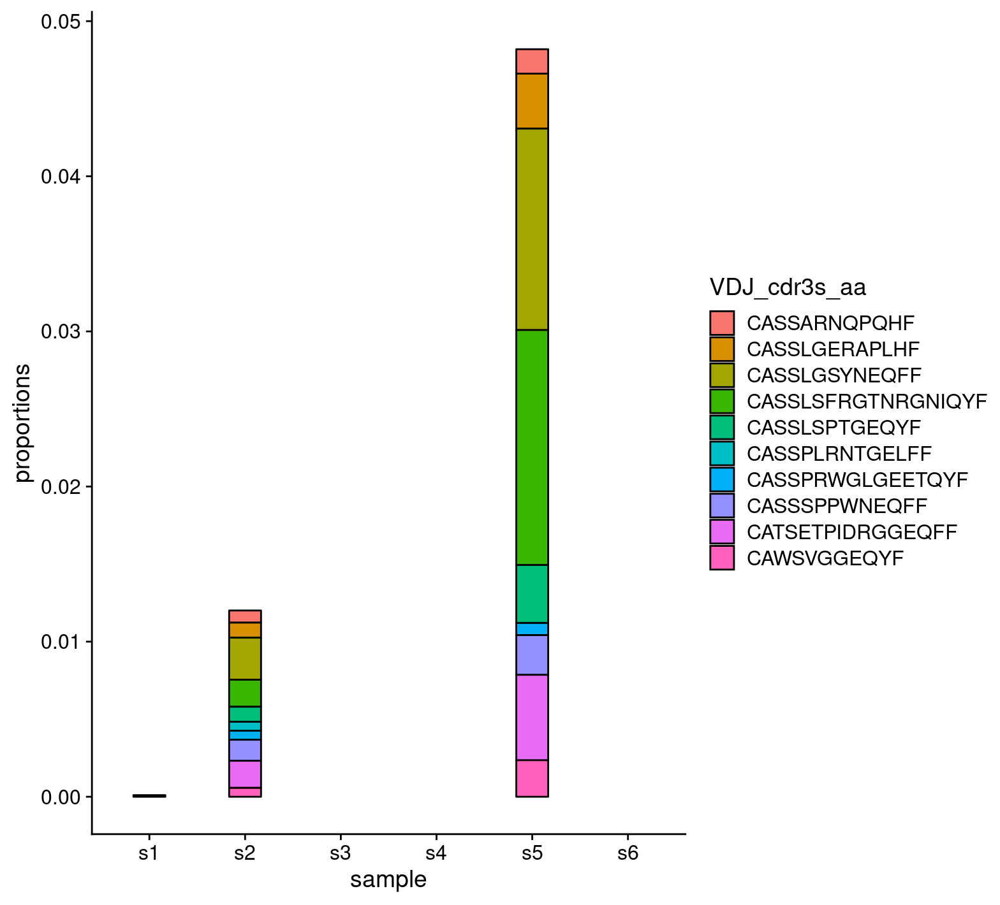 0.05
0.04
0.03
0.02
0.01
0.00
proportions
s1 s2 s3 s4 s5 s6
sample
VDJ_cdr3s_aa
CASSARNQPQHF
CASSLGERAPLHF
CASSLGSYNEQFF
CASSLSFRGTNRGNIQYF
CASSLSPTGEQYF
CASSPLRNTGELFF
CASSPRWGLGEETQYF
CASSSPPWNEQFF
CATSETPIDRGGEQFF
CAWSVGGEQYF